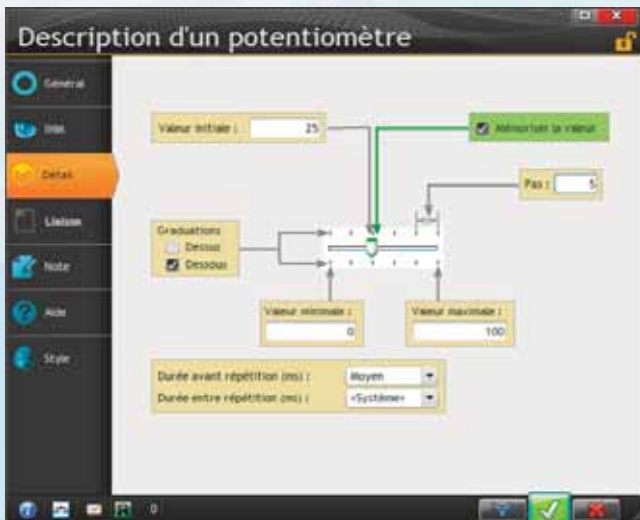 Description d'un potentiomètre
Général
IHM
Détail
Liaison
Note
Aide
Style
Valeur initiale : 25
Mémoriser la valeur
Pas : 5
Graduations
Dessus
Dessous
Valeur minimale : 0
Valeur maximale : 100
Durée avant répétition (ms) : Moyen
Durée entre répétition (ms) : <Système>
0